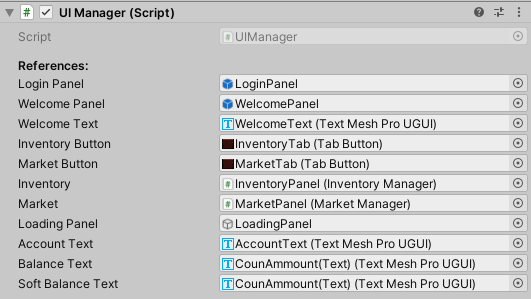 UI Manager (Script)
Script UIManager
References:
Login Panel LoginPanel
Welcome Panel WelcomePanel
Welcome Text WelcomeText (Text Mesh Pro UGUI)
Inventory Button InventoryTab (Tab Button)
Market Button MarketTab (Tab Button)
Inventory InventoryPanel (Inventory Manager)
Market MarketPanel (Market Manager)
Loading Panel LoadingPanel
Account Text AccountText (Text Mesh Pro UGUI)
Balance Text CounAmmount(Text) (Text Mesh Pro UGUI)
Soft Balance Text CounAmmount(Text) (Text Mesh Pro UGUI)